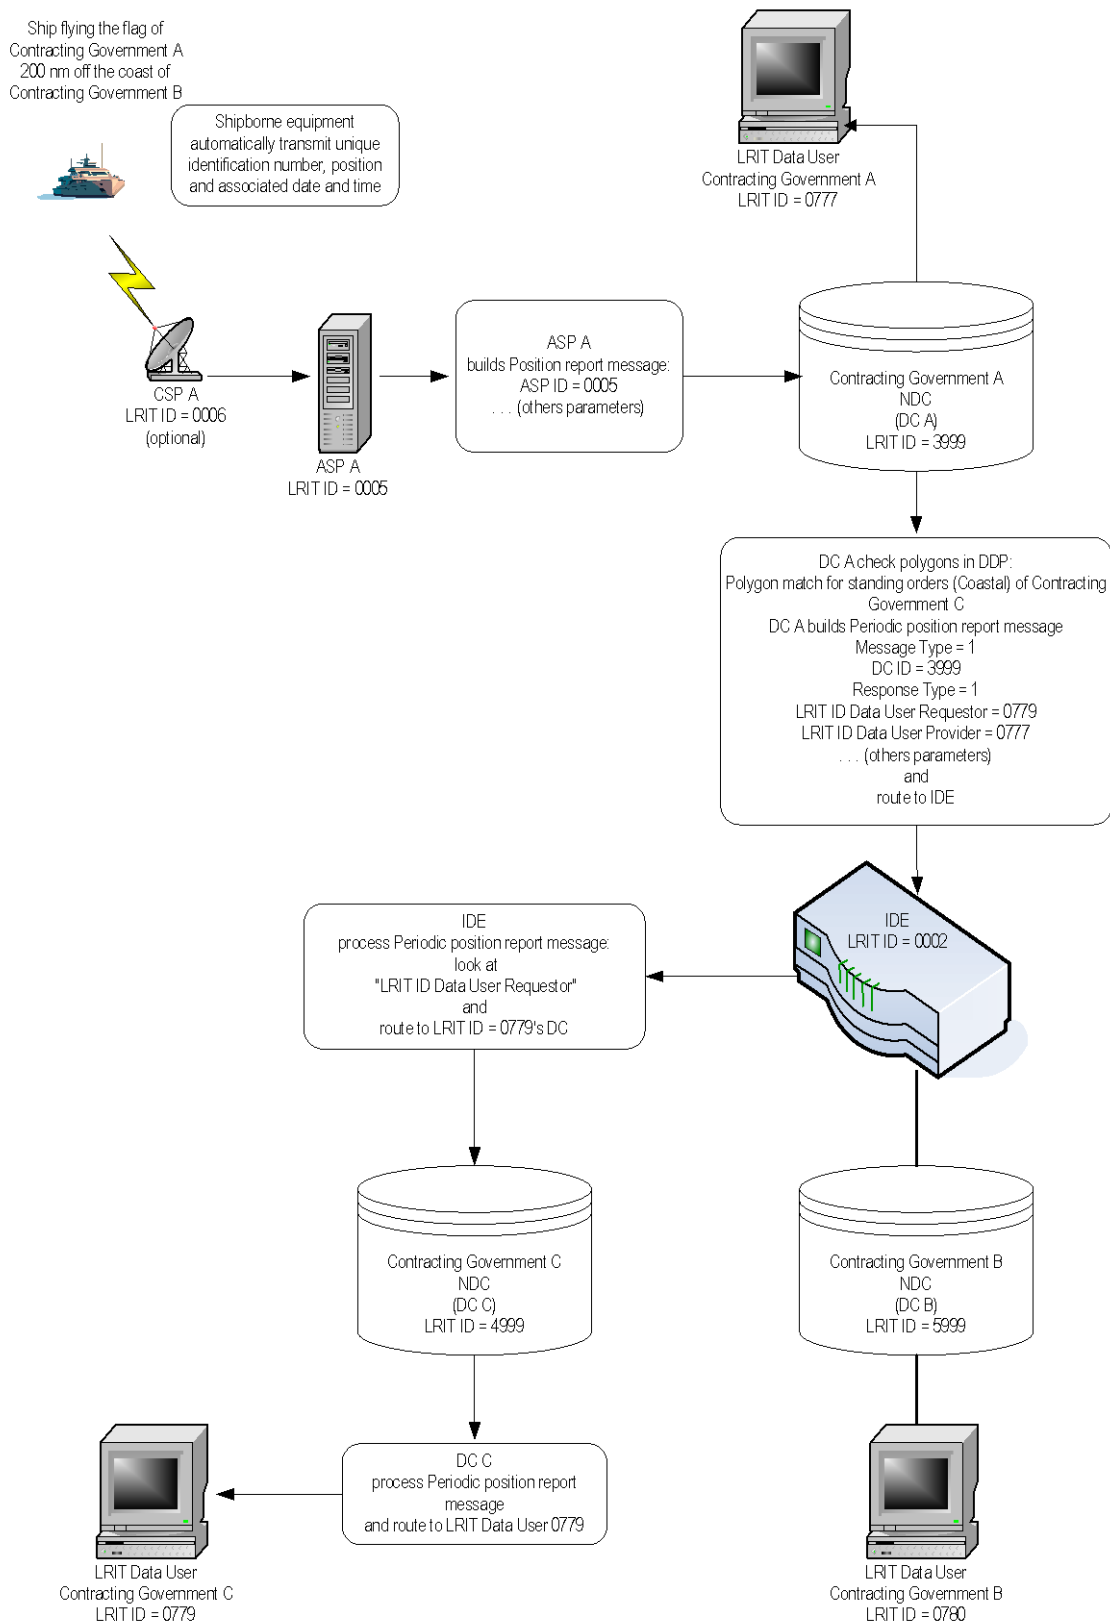 Ship flying the flag of
Contracting Government A
200 nm off the coast of
Contracting Government B
Shipborne equipment
automatically transmit unique
identification number, position
and associated date and time
LRIT Data User
Contracting Government A
LRIT ID = 0777
CSP A
LRIT ID = 0006
(optional)
ASP A
LRIT ID = 0005
ASP A
builds Position report message:
ASP ID = 0005
. . . (others parameters)
Contracting Government A
NDC
(DC A)
LRIT ID = 3999
DC A check polygons in DDP:
Polygon match for standing orders (Coastal) of Contracting
Government C
DC A builds Periodic position report message
Message Type = 1
DC ID = 3999
Response Type = 1
LRIT ID Data User Requestor = 0779
LRIT ID Data User Provider = 0777
. . . (others parameters)
and
route to IDE
IDE
LRIT ID = 0002
IDE
process Periodic position report message:
look at
"LRIT ID Data User Requestor"
and
route to LRIT ID = 0779's DC
Contracting Government C
NDC
(DC C)
LRIT ID = 4999
Contracting Government B
NDC
(DC B)
LRIT ID = 5999
DC C
process Periodic position report
message
and route to LRIT Data User 0779
LRIT Data User
Contracting Government C
LRIT ID = 0779
LRIT Data User
Contracting Government B
LRIT ID = 0780